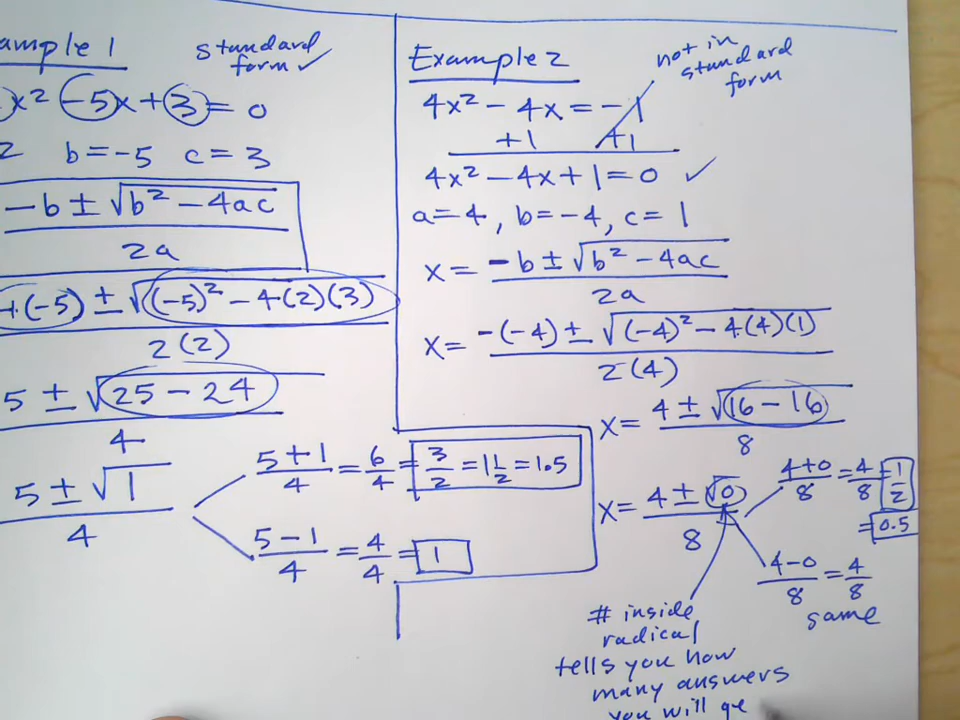 ample 1
standard
form ✓
x² -5x + 3 = 0
2 b = -5 c = 3
-b ± √b² - 4ac
2a
+(-5) ± √(-5)² - 4(2)(3)
2(2)
5 ± √25 - 24
4
5 ± √1
4
5+1/4 = 6/4 = 3/2 = 1 1/2 = 1.5
5-1/4 = 4/4 = 1
Example 2
not in
standard
form
4x² - 4x = -1
+1 +1
4x² - 4x + 1 = 0 ✓
a = 4, b = -4, c = 1
x = -b ± √b² - 4ac
2a
x = -(-4) ± √(-4)² - 4(4)(1)
2(4)
x = 4 ± √16 - 16
8
x = 4 ± √0
8
4+0/8 = 4/8 = 1/2
= 0.5
4-0/8 = 4/8
same
# inside
radical
tells you how
many answers
you will ge